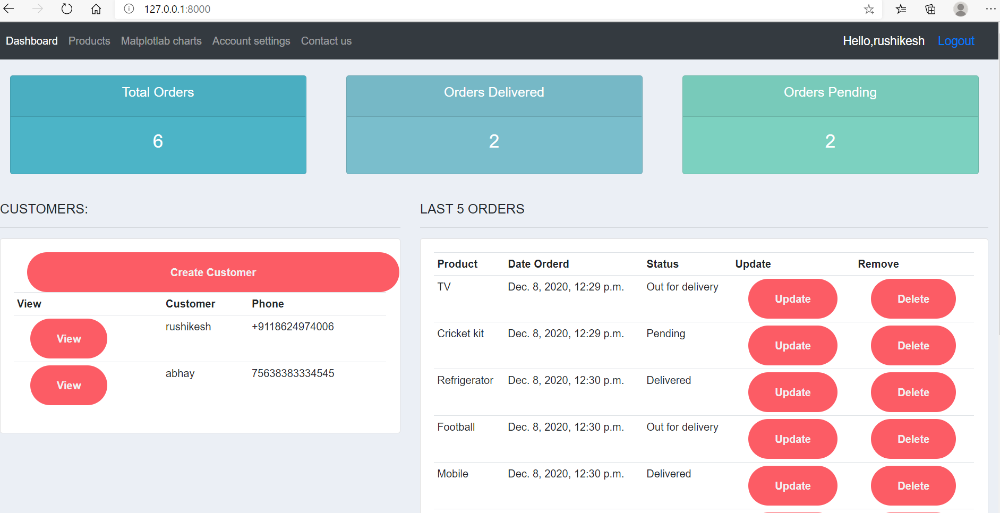 127.0.0.1:8000
Dashboard Products Matplotlab charts Account settings Contact us Hello,rushikesh Logout
Total Orders
6
Orders Delivered
2
Orders Pending
2
CUSTOMERS:
Create Customer
View Customer Phone
View rushikesh +9118624974006
View abhay 75638383334545
LAST 5 ORDERS
Product Date Orderd Status Update Remove
TV Dec. 8, 2020, 12:29 p.m. Out for delivery Update Delete
Cricket kit Dec. 8, 2020, 12:29 p.m. Pending Update Delete
Refrigerator Dec. 8, 2020, 12:30 p.m. Delivered Update Delete
Football Dec. 8, 2020, 12:30 p.m. Out for delivery Update Delete
Mobile Dec. 8, 2020, 12:30 p.m. Delivered Update Delete